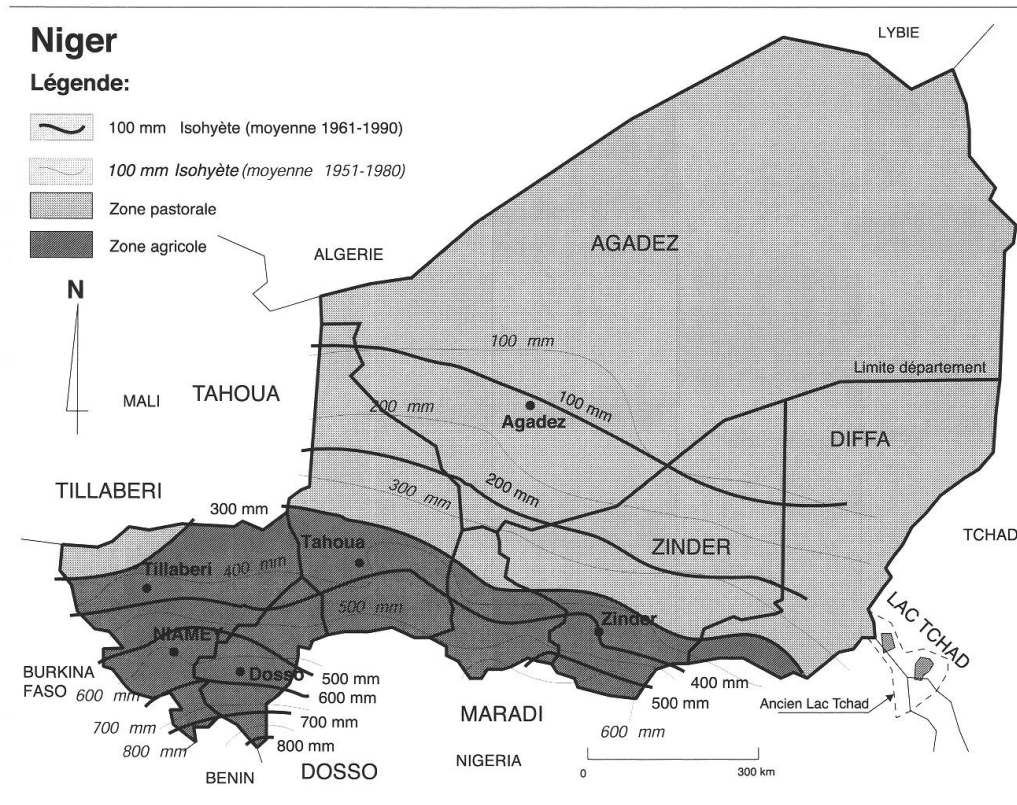 Niger
Légende:
100 mm Isohyète (moyenne 1961-1990)
100 mm Isohyète (moyenne 1951-1980)
Zone pastorale
Zone agricole
N
LYBIE
ALGERIE
AGADEZ
100 mm
Limite département
MALI
TAHOUA
200 mm
Agadez
100 mm
DIFFA
TILLABERI
300 mm
300 mm
200 mm
TCHAD
Tahoua
ZINDER
Tillaberi
400 mm
500 mm
LAC TCHAD
NIAMEY
Zinder
BURKINA
FASO
600 mm
Dosso
500 mm
600 mm
400 mm
500 mm
Ancien Lac Tchad
700 mm
700 mm
MARADI
600 mm
800 mm
800 mm
BENIN
DOSSO
NIGERIA
0
300 km